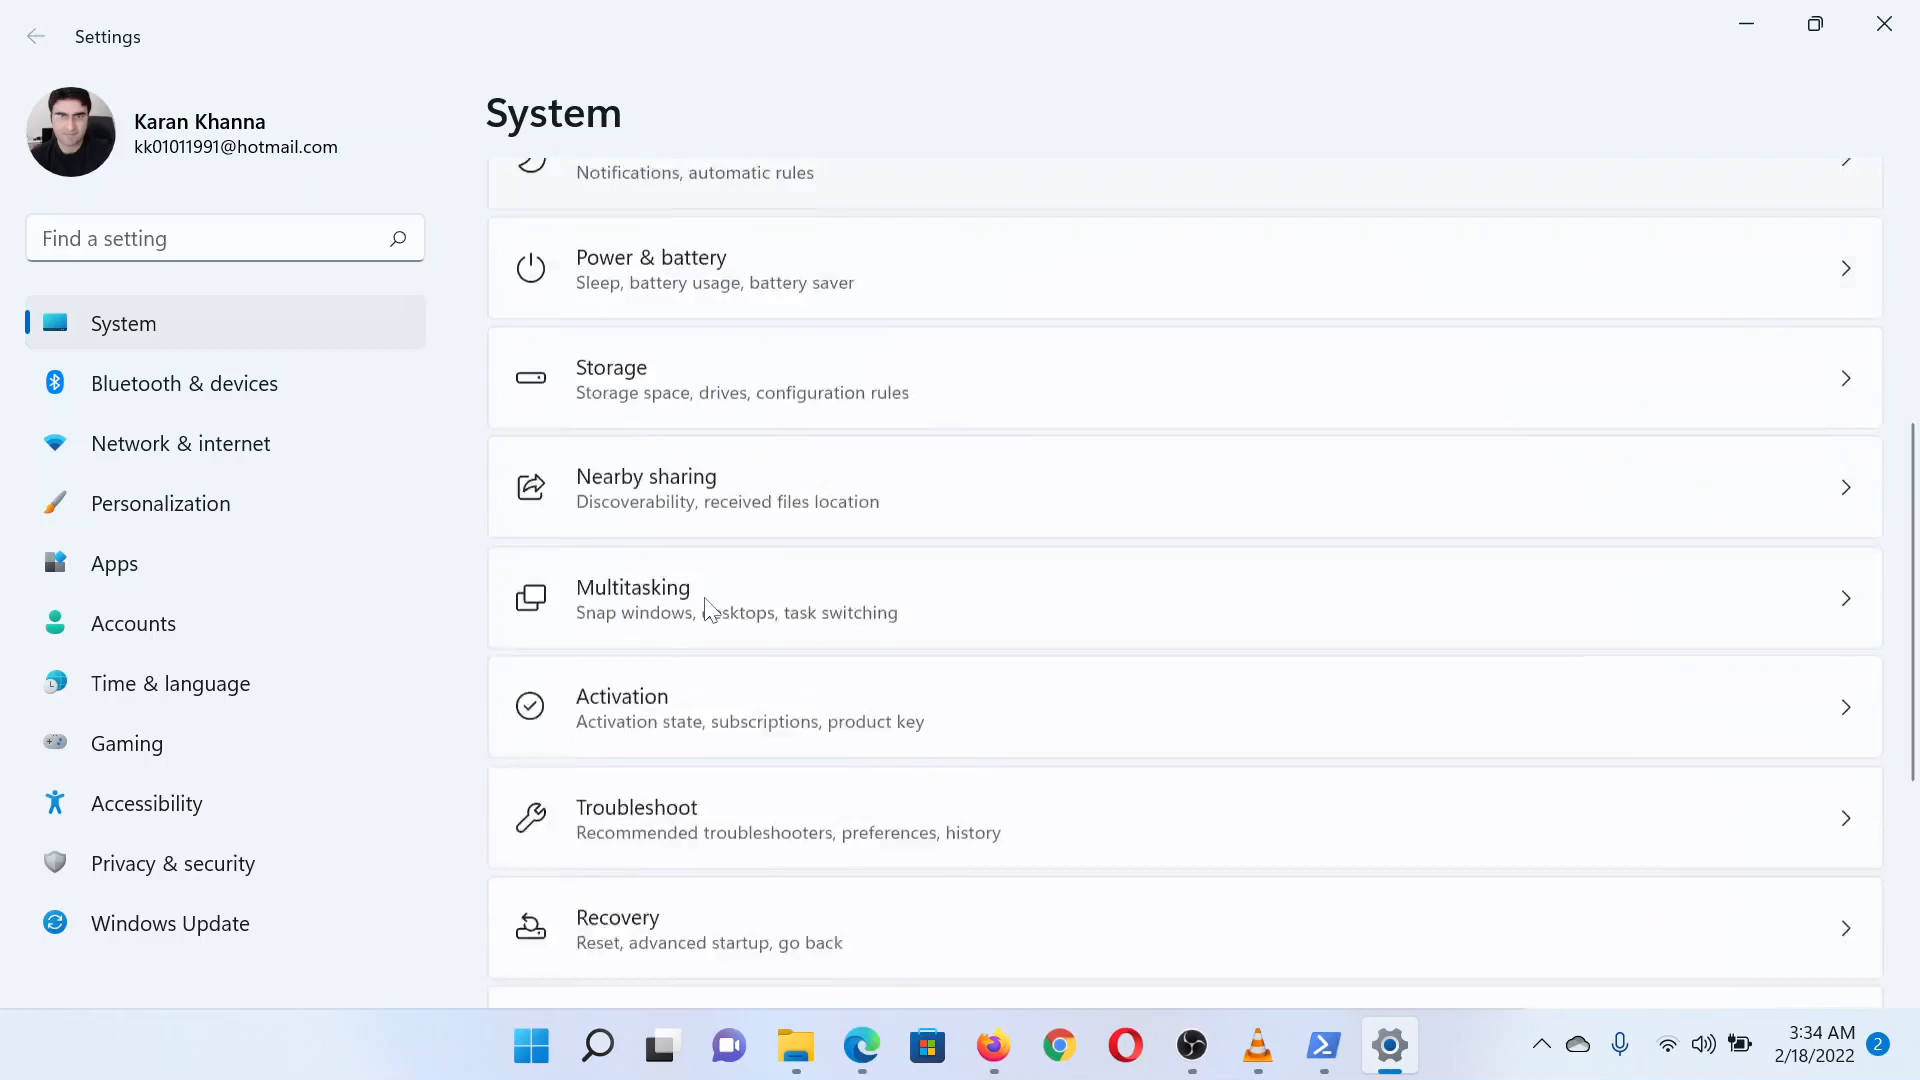 Settings
Karan Khanna
kk01011991@hotmail.com
Find a setting
System
Bluetooth & devices
Network & internet
Personalization
Apps
Accounts
Time & language
Gaming
Accessibility
Privacy & security
Windows Update
System
Notifications, automatic rules
Power & battery
Sleep, battery usage, battery saver
Storage
Storage space, drives, configuration rules
Nearby sharing
Discoverability, received files location
Multitasking
Snap windows, desktops, task switching
Activation
Activation state, subscriptions, product key
Troubleshoot
Recommended troubleshooters, preferences, history
Recovery
Reset, advanced startup, go back
3:34 AM
2/18/2022
2